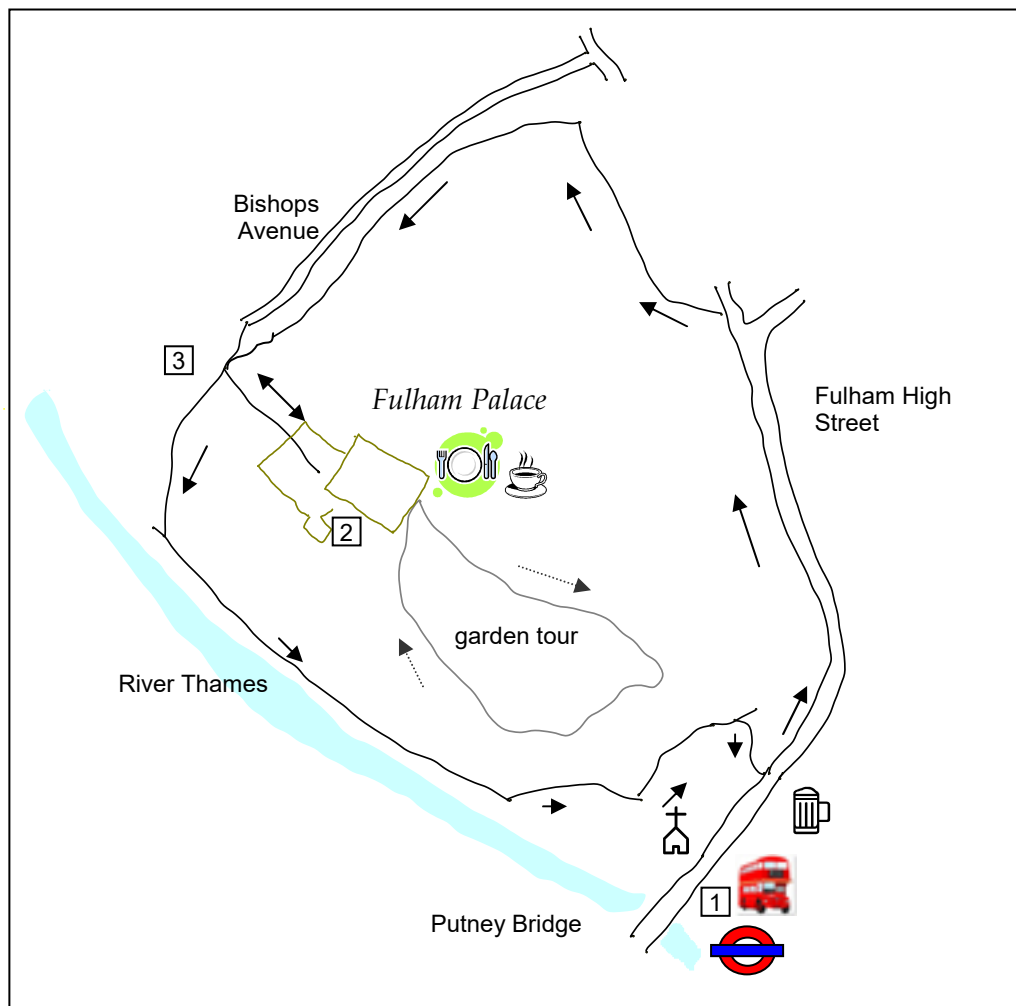 Bishops
Avenue
3
Fulham Palace
Fulham High
Street
2
garden tour
River Thames
1
Putney Bridge